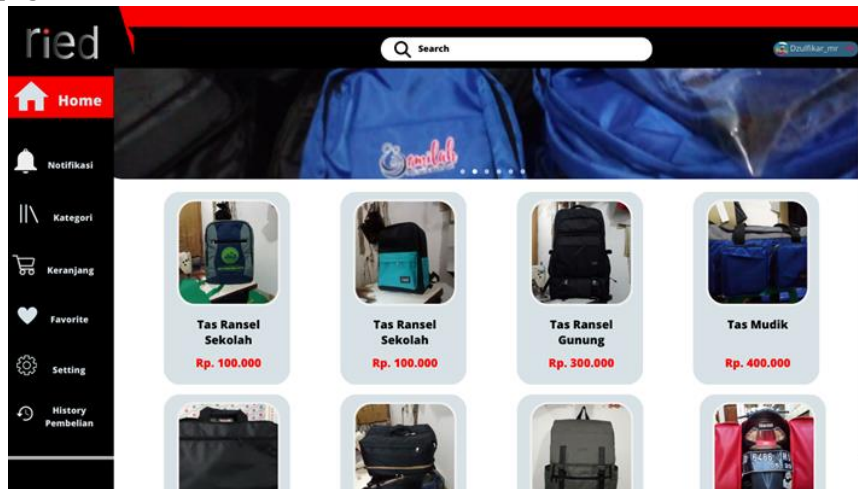 ried
Search
Dzulfikar_mr
Home
amilah
Notifikasi
Kategori
Keranjang
Favorite
Setting
History
Pembelian
Tas Ransel
Sekolah
Rp. 100.000
Tas Ransel
Sekolah
Rp. 100.000
Tas Ransel
Gunung
Rp. 300.000
Tas Mudik
Rp. 400.000